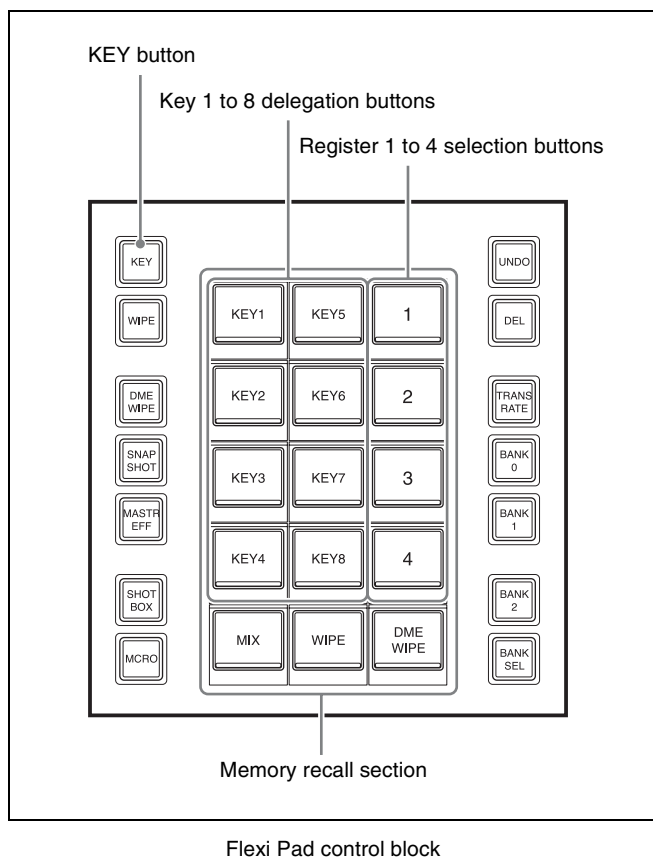 KEY button
Key 1 to 8 delegation buttons
Register 1 to 4 selection buttons
KEY
WIPE
DME
WIPE
SNAP
SHOT
MASTR
EFF
SHOT
BOX
MCRO
KEY1
KEY5
1
KEY2
KEY6
2
KEY3
KEY7
3
KEY4
KEY8
4
MIX
WIPE
DME
WIPE
UNDO
DEL
TRANS
RATE
BANK
0
BANK
1
BANK
2
BANK
SEL
Memory recall section
Flexi Pad control block